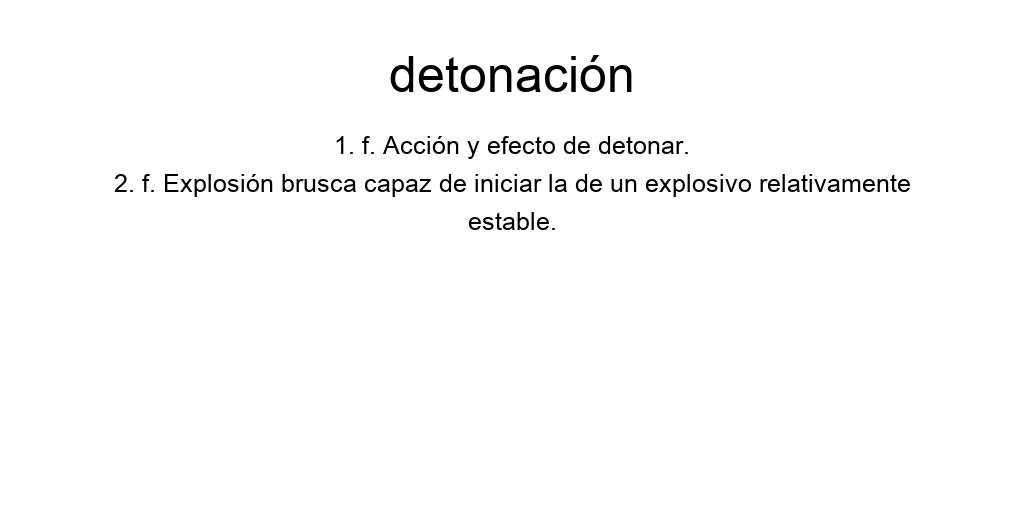 detonación
1. f. Acción y efecto de detonar.
2. f. Explosión brusca capaz de iniciar la de un explosivo relativamente
estable.